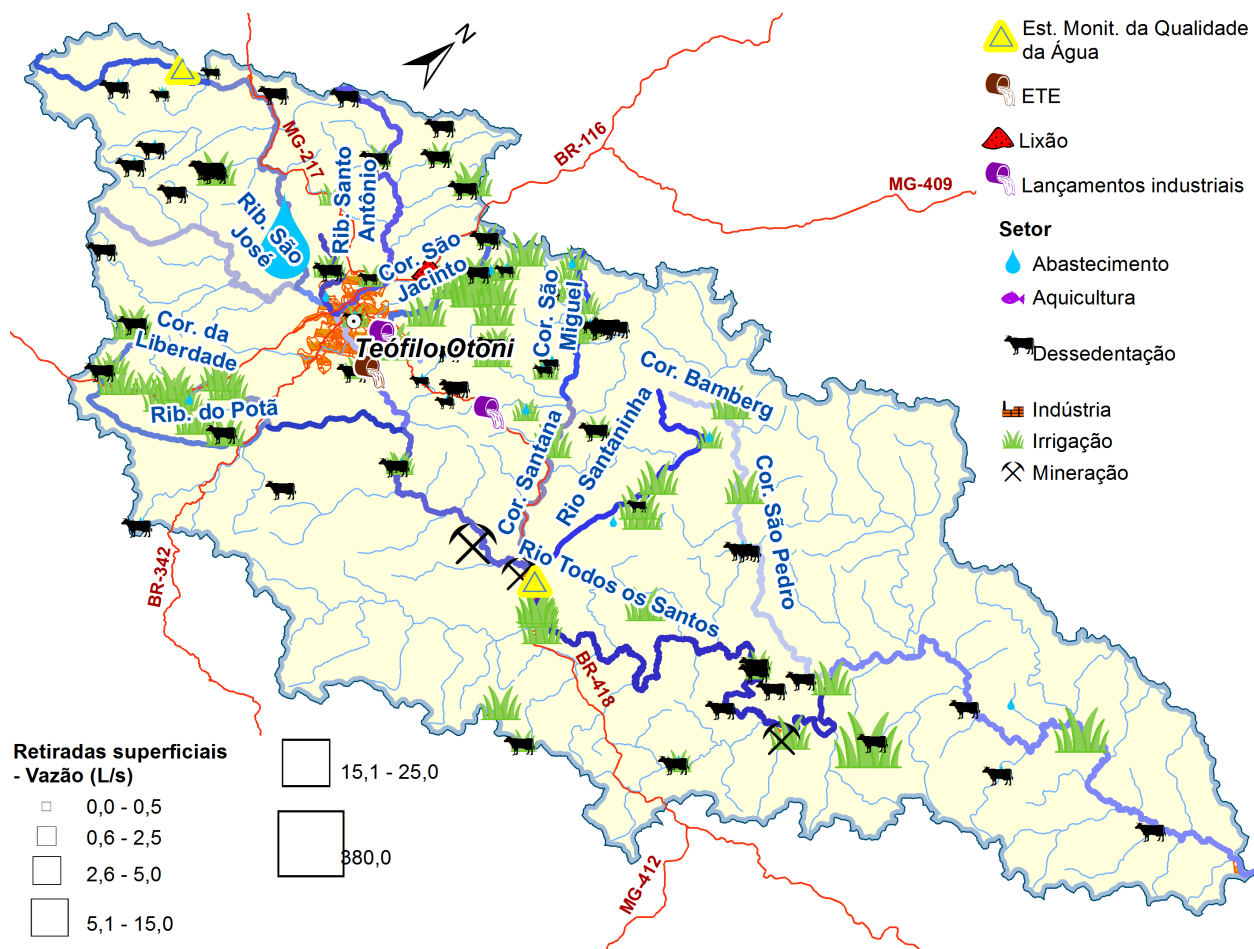 N
Est. Monit. da Qualidade
da Água
ETE
Lixão
Lançamentos industriais
Setor
Abastecimento
Aquicultura
Dessedentação
Indústria
Irrigação
Mineração
BR-116
MG-409
MG-217
Rib. Santo
Antônio
Rib. São
José
Cor. São
Jacinto
Cor. São
Miguel
Teófilo Otoni
Cor. da
Liberdade
Rib. do Potã
Cor. Bamberg
Rio Santaninha
Cor. Santana
Cor. São Pedro
Rio Todos os Santos
BR-342
BR-418
MG-412
Retiradas superficiais
- Vazão (L/s)
0,0 - 0,5
0,6 - 2,5
2,6 - 5,0
5,1 - 15,0
15,1 - 25,0
380,0